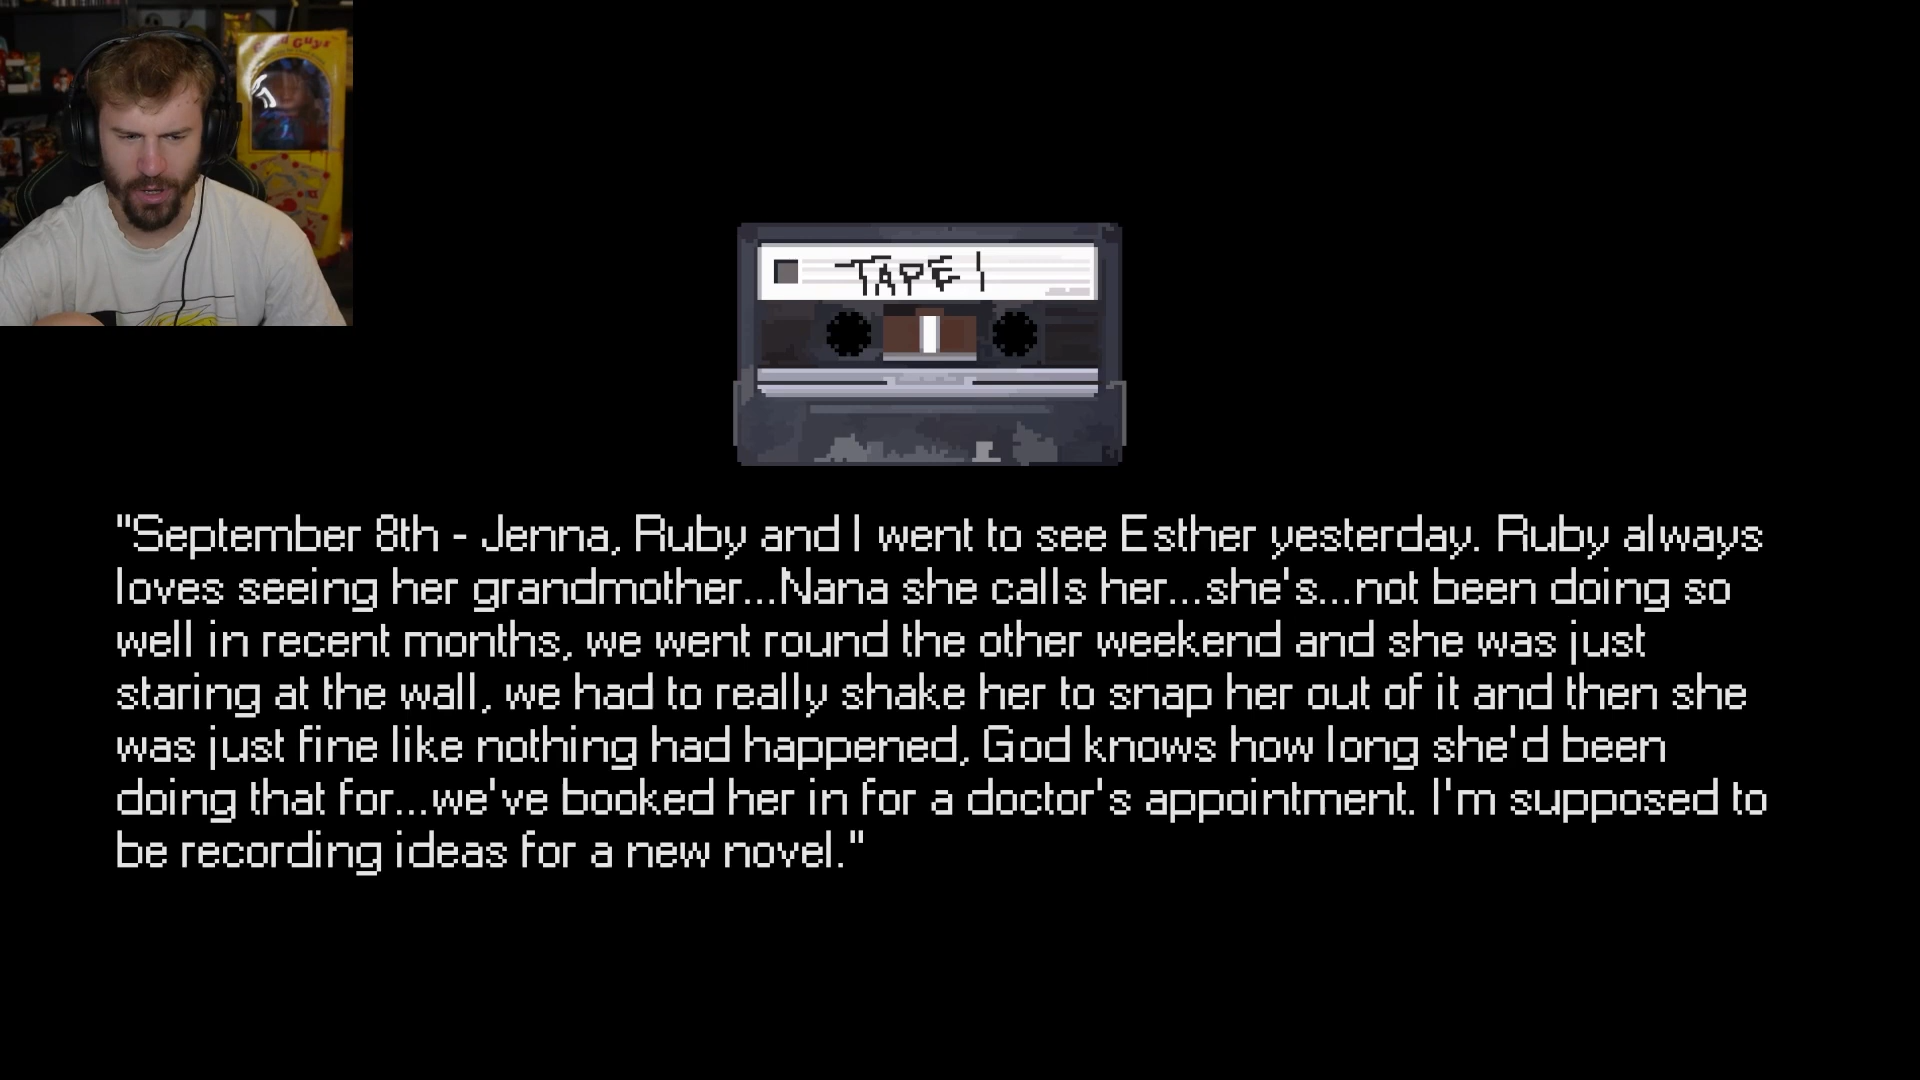 Good Guys
TAPE 1
"September 8th - Jenna, Ruby and I went to see Esther yesterday. Ruby always
loves seeing her grandmother...Nana she calls her...she's...not been doing so
well in recent months, we went round the other weekend and she was just
staring at the wall, we had to really shake her to snap her out of it and then she
was just fine like nothing had happened, God knows how long she'd been
doing that for...we've booked her in for a doctor's appointment. I'm supposed to
be recording ideas for a new novel."